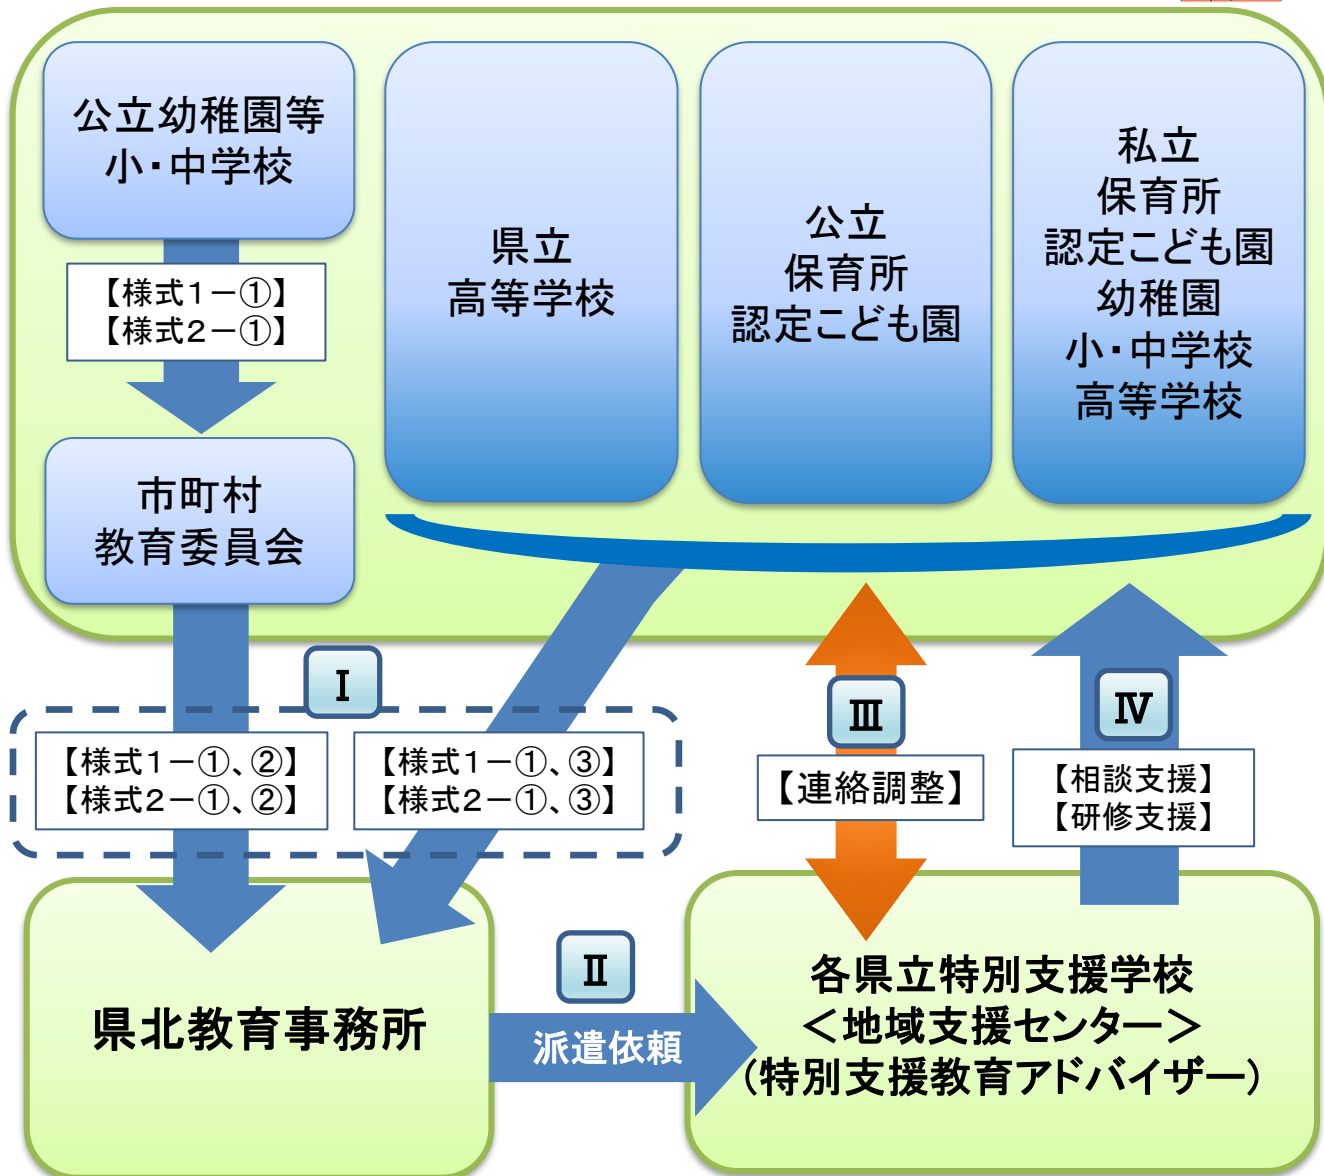 公立幼稚園等
小・中学校
【様式１－①】
【様式２－①】
市町村
教育委員会
県立
高等学校
公立
保育所
認定こども園
私立
保育所
認定こども園
幼稚園
小・中学校
高等学校
Ⅰ
【様式１－①、②】
【様式２－①、②】
【様式１－①、③】
【様式２－①、③】
Ⅲ
【連絡調整】
Ⅳ
【相談支援】
【研修支援】
県北教育事務所
Ⅱ
派遣依頼
各県立特別支援学校
＜地域支援センター＞
（特別支援教育アドバイザー）